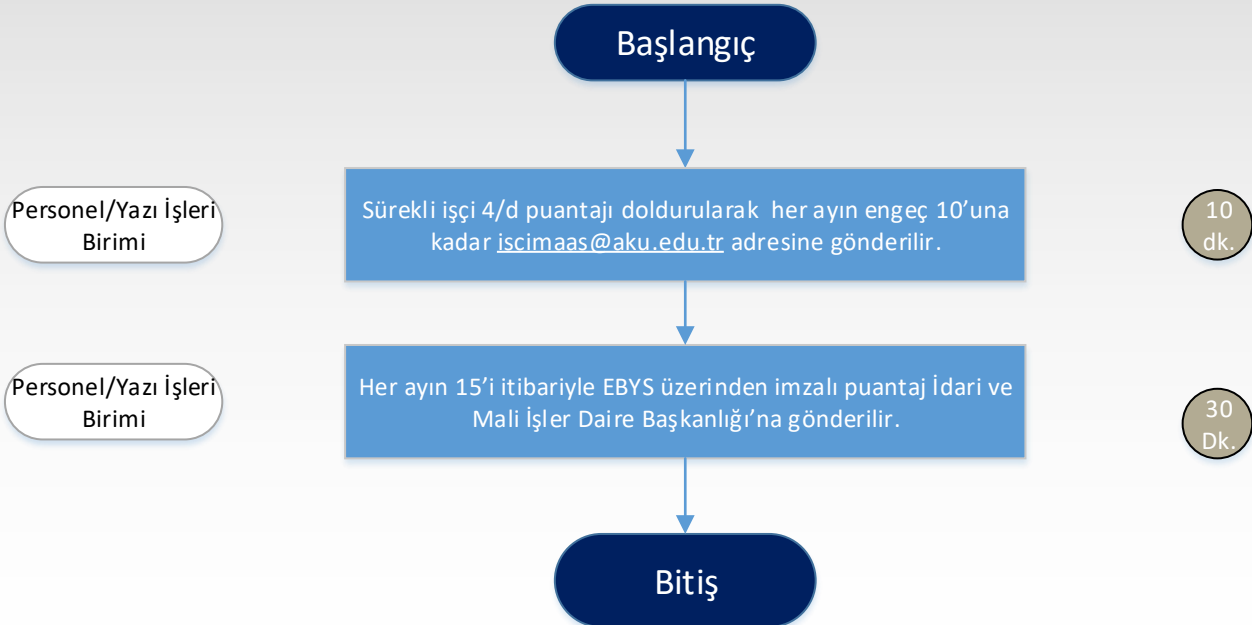 Başlangıç
Personel/Yazı İşleri
Birimi
Sürekli işçi 4/d puantajı doldurularak her ayın engeç 10’una
kadar iscimaas@aku.edu.tr adresine gönderilir.
10
dk.
Personel/Yazı İşleri
Birimi
Her ayın 15’i itibariyle EBYS üzerinden imzalı puantaj İdari ve
Mali İşler Daire Başkanlığı’na gönderilir.
30
Dk.
Bitiş